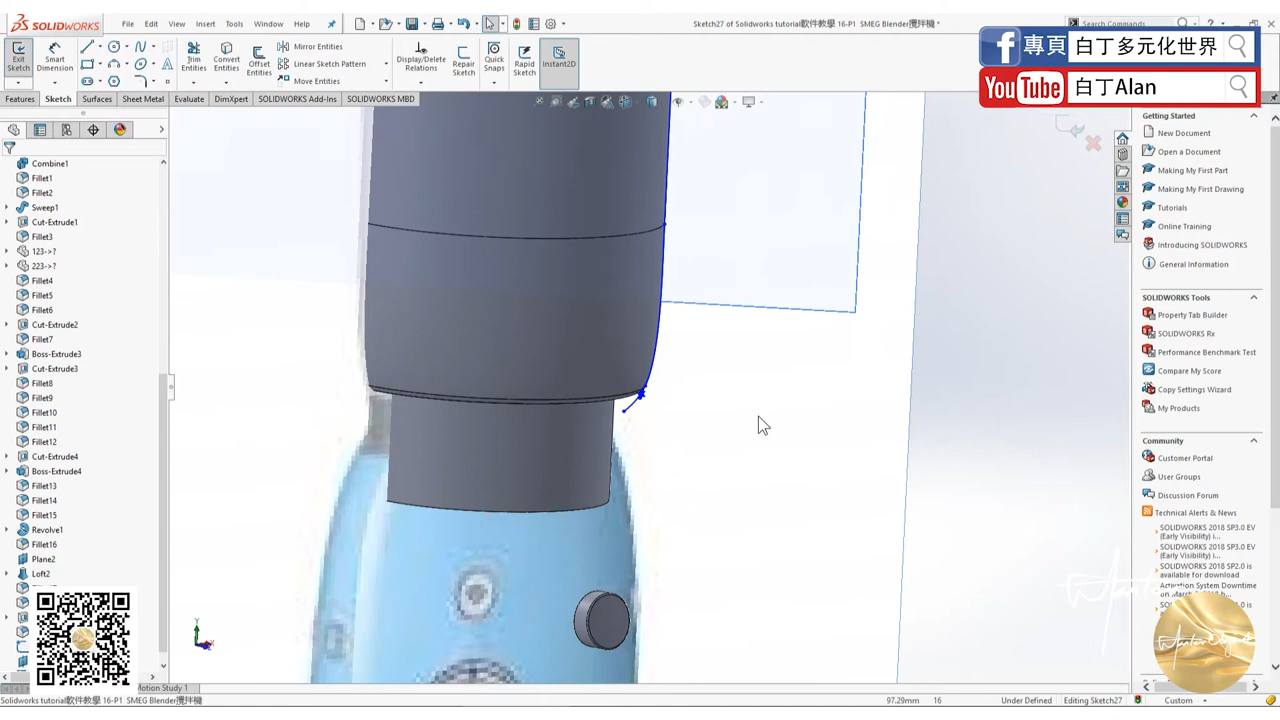 SOLIDWORKS
File Edit View Insert Tools Window Help
Sketch27 of Solidworks tutorial軟件教學 16-P1 SMEG Blender攪拌機 *
Search Commands
Exit Sketch
Smart Dimension
Trim Entities
Convert Entities
Offset Entities
Mirror Entities
Linear Sketch Pattern
Move Entities
Display/Delete Relations
Repair Sketch
Quick Snaps
Rapid Sketch
Instant2D
專頁 白丁多元化世界
YouTube 白丁Alan
Features Sketch Surfaces Sheet Metal Evaluate DimXpert SOLIDWORKS Add-Ins SOLIDWORKS MBD
Combine1
Fillet1
Fillet2
Sweep1
Cut-Extrude1
Fillet3
123->?
223->?
Fillet4
Fillet5
Fillet6
Cut-Extrude2
Fillet7
Boss-Extrude3
Cut-Extrude3
Fillet8
Fillet9
Fillet10
Fillet11
Fillet12
Cut-Extrude4
Boss-Extrude4
Fillet13
Fillet14
Fillet15
Revolve1
Fillet16
Plane2
Loft2
Getting Started
New Document
Open a Document
Making My First Part
Making My First Drawing
Tutorials
Online Training
Introducing SOLIDWORKS
General Information
SOLIDWORKS Tools
Property Tab Builder
SOLIDWORKS Rx
Performance Benchmark Test
Compare My Score
Copy Settings Wizard
My Products
Community
Customer Portal
User Groups
Discussion Forum
Technical Alerts & News
SOLIDWORKS 2018 SP3.0 EV
(Early Visibility) i...
SOLIDWORKS 2018 SP3.0 EV
(Early Visibility) i...
SOLIDWORKS 2018 SP2.0 is
available for download
Activation System Downtime
Motion Study 1
Solidworks tutorial軟件教學 16-P1 SMEG Blender攪拌機
97.29mm 16 Under Defined Editing Sketch27 Custom